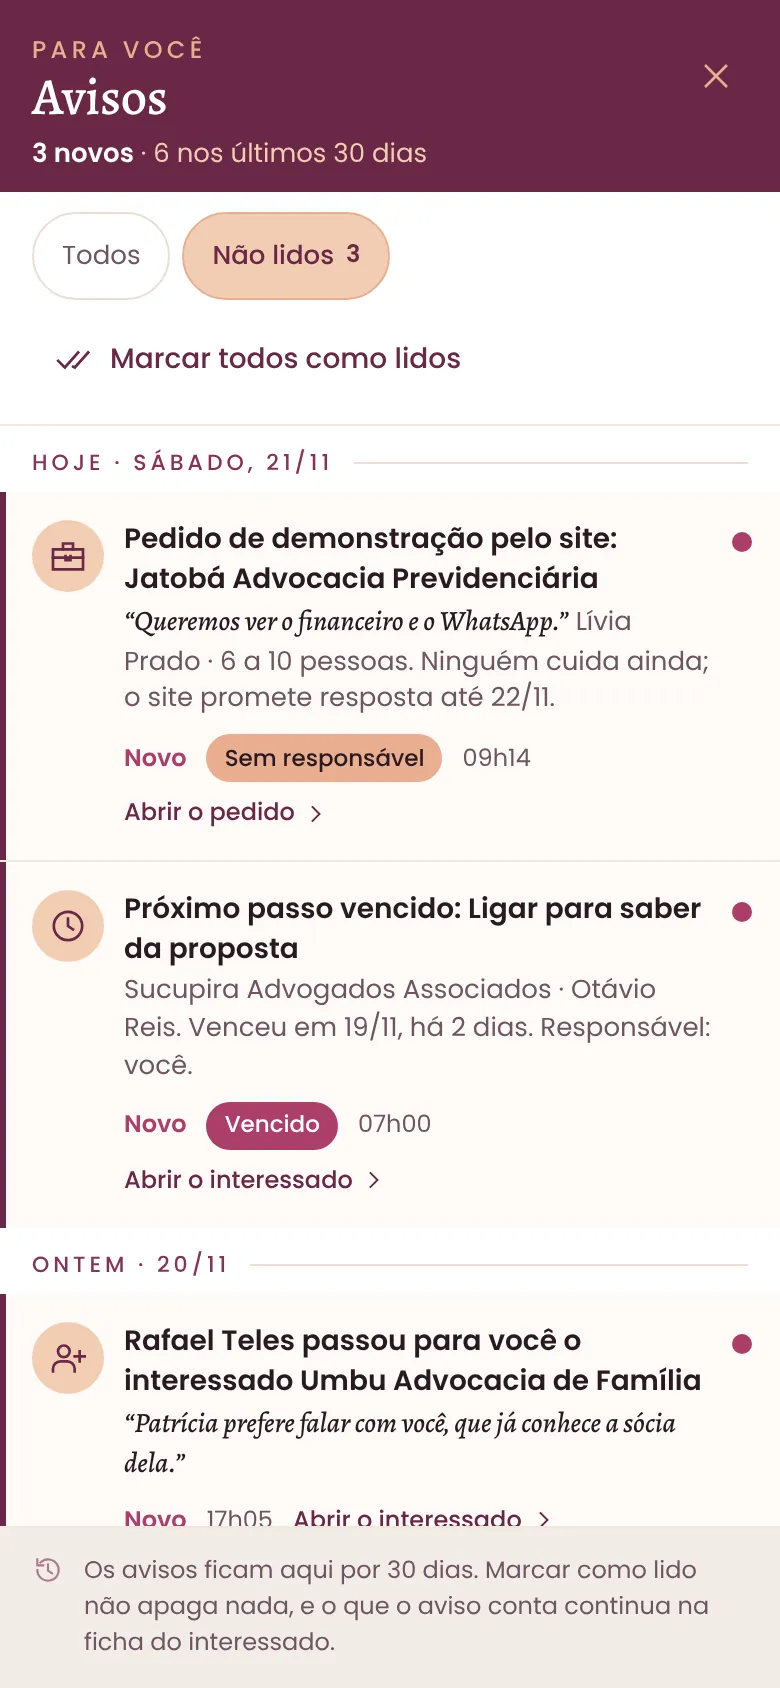 PARA VOCÊ
Avisos
3 novos · 6 nos últimos 30 dias
Todos
Não lidos 3
Marcar todos como lidos
HOJE · SÁBADO, 21/11
Pedido de demonstração pelo site:
Jatobá Advocacia Previdenciária
“Queremos ver o financeiro e o WhatsApp.” Lívia
Prado · 6 a 10 pessoas. Ninguém cuida ainda;
o site promete resposta até 22/11.
Novo Sem responsável 09h14
Abrir o pedido
Próximo passo vencido: Ligar para saber
da proposta
Sucupira Advogados Associados · Otávio
Reis. Venceu em 19/11, há 2 dias. Responsável:
você.
Novo Vencido 07h00
Abrir o interessado
ONTEM · 20/11
Rafael Teles passou para você o
interessado Umbu Advocacia de Família
“Patrícia prefere falar com você, que já conhece a sócia
dela.”
Novo 17h05 Abrir o interessado
Os avisos ficam aqui por 30 dias. Marcar como lido
não apaga nada, e o que o aviso conta continua na
ficha do interessado.